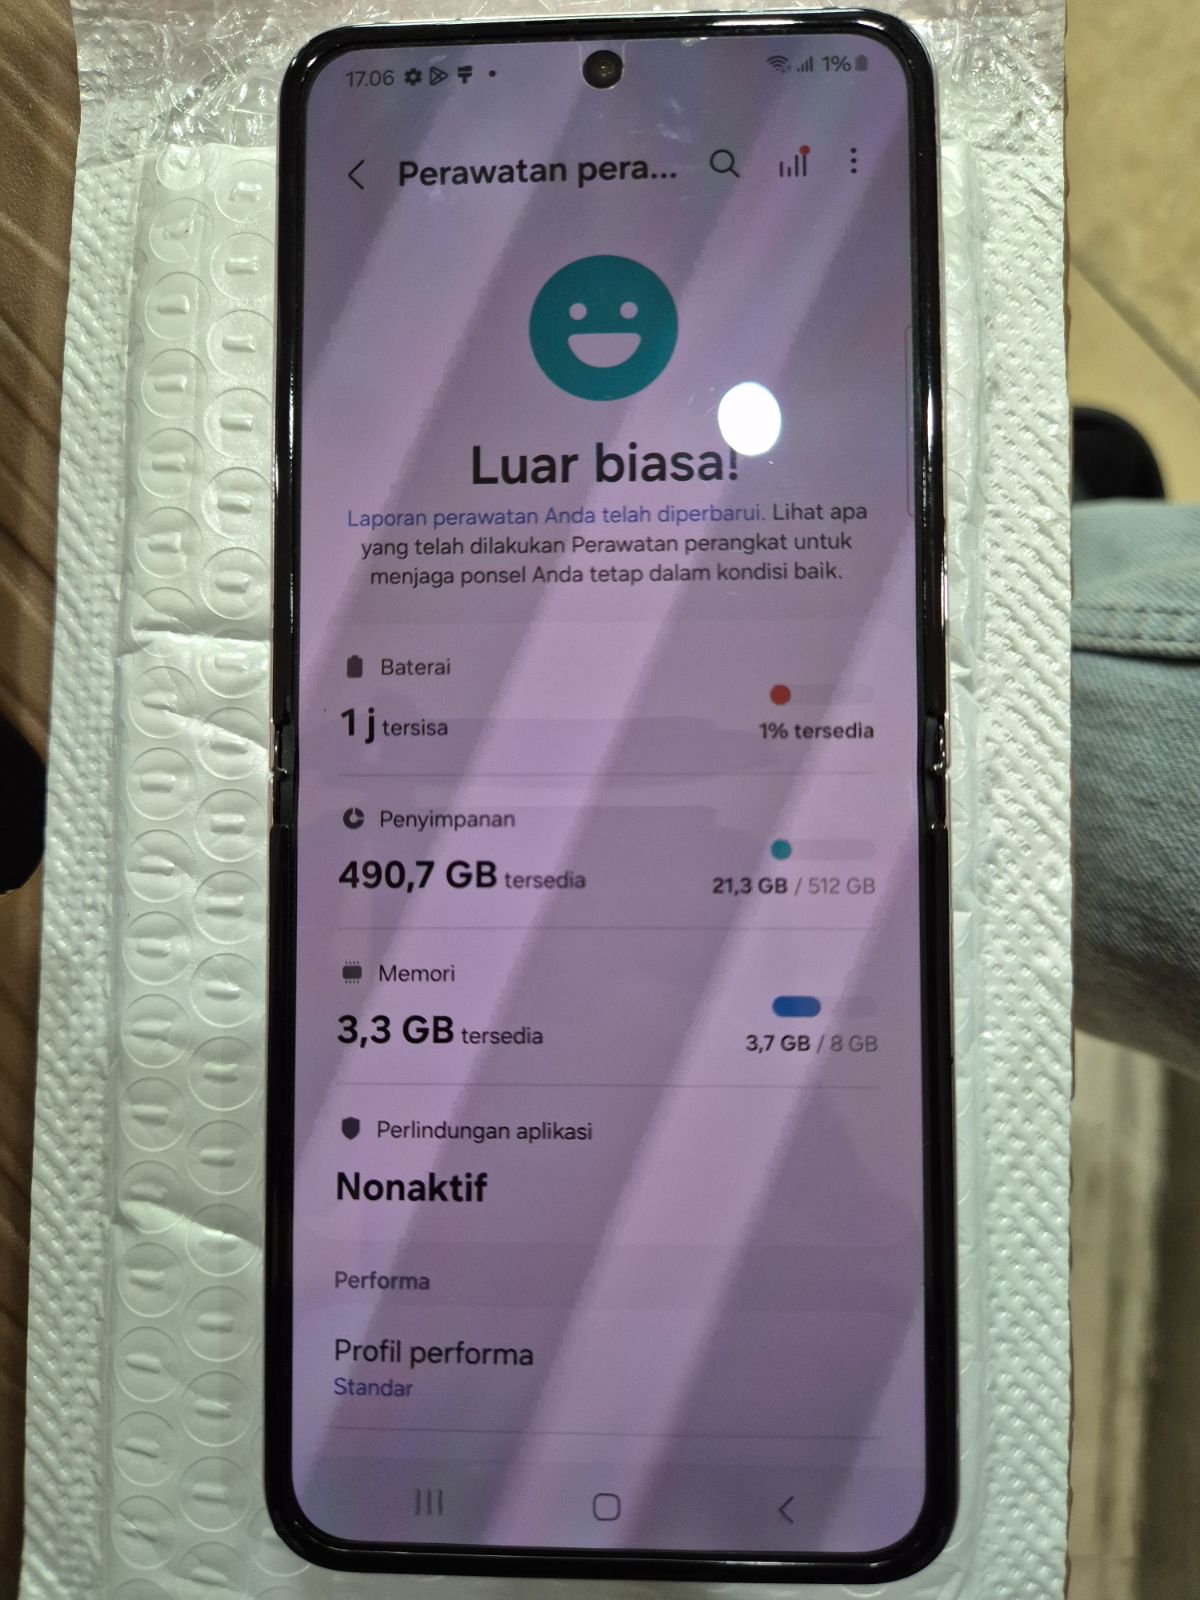 17.06 1%
Perawatan pera...
Luar biasa!
Laporan perawatan Anda telah diperbarui. Lihat apa
yang telah dilakukan Perawatan perangkat untuk
menjaga ponsel Anda tetap dalam kondisi baik.
Baterai
1 j tersisa
1% tersedia
Penyimpanan
490,7 GB tersedia
21,3 GB / 512 GB
Memori
3,3 GB tersedia
3,7 GB / 8 GB
Perlindungan aplikasi
Nonaktif
Performa
Profil performa
Standar